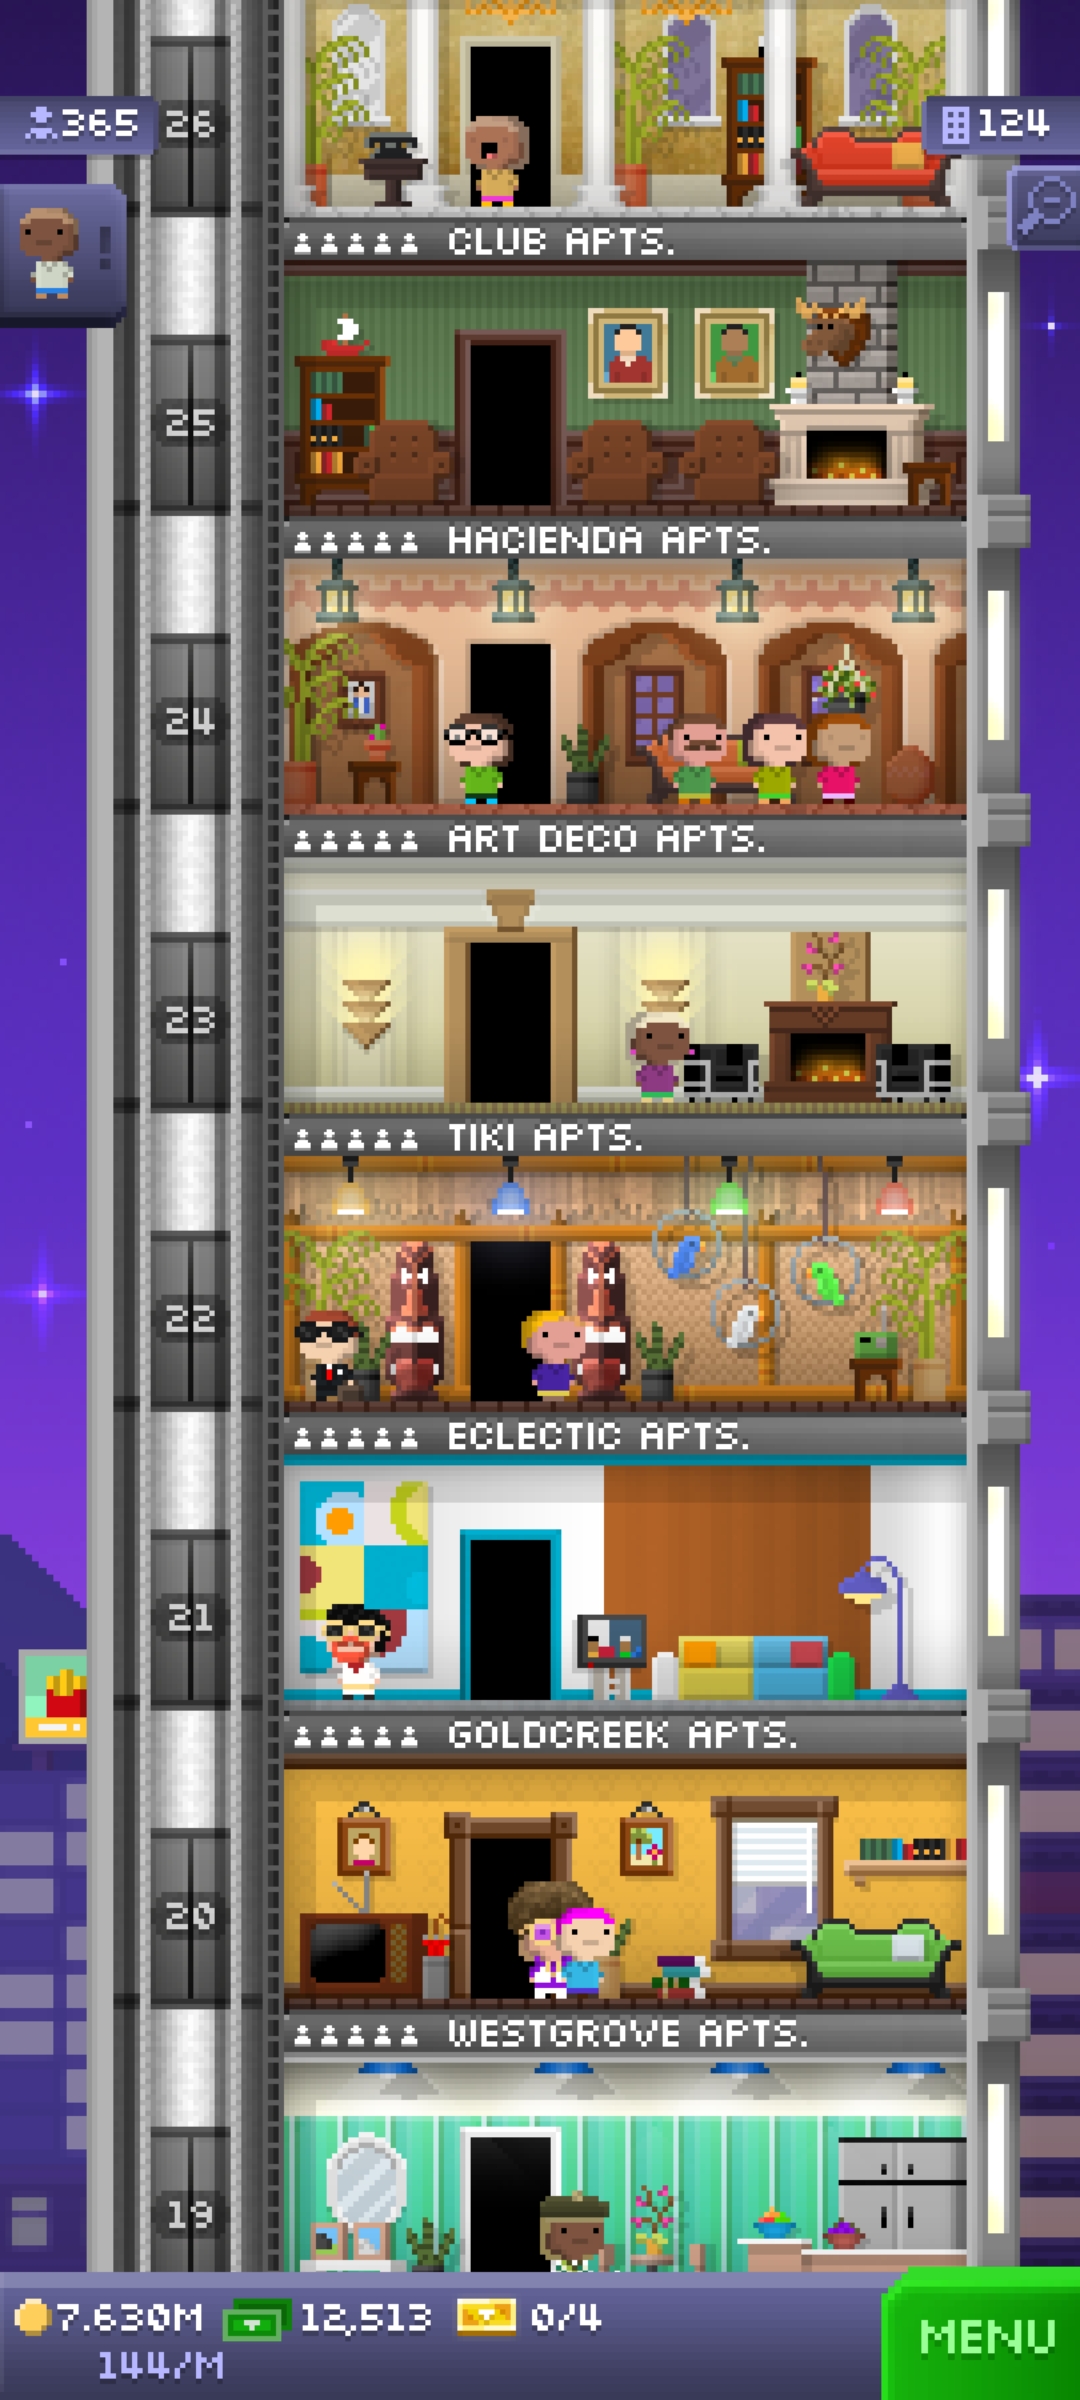 26
365
124
!
CLUB APTS.
25
HACIENDA APTS.
24
ART DECO APTS.
23
TIKI APTS.
22
ECLECTIC APTS.
21
GOLDCREEK APTS.
20
WESTGROVE APTS.
19
7.630M 12,513 0/4
144/M
MENU